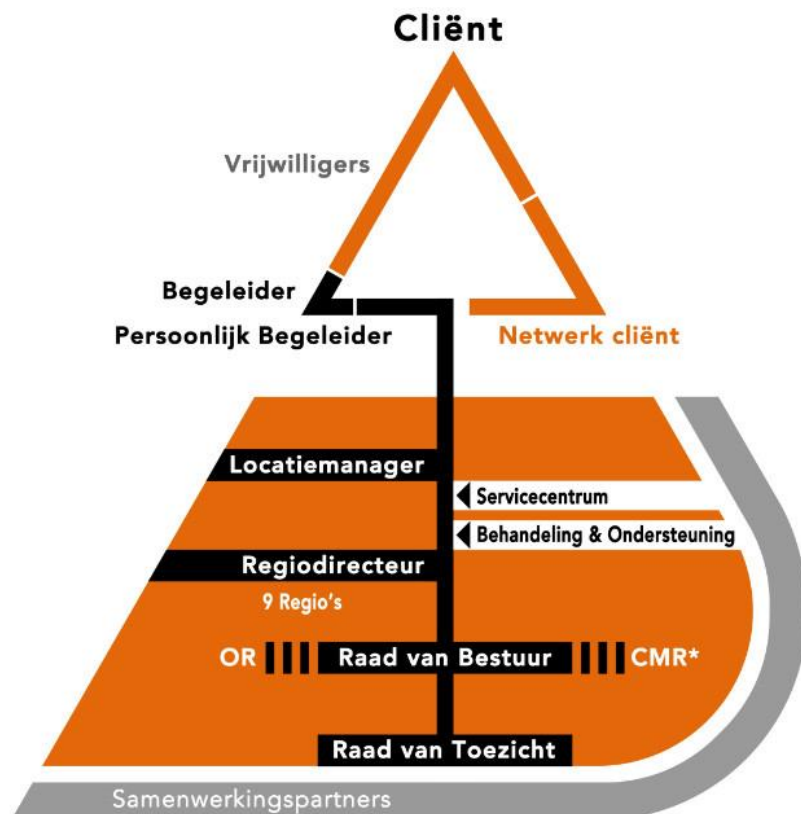 Cliënt
Vrijwilligers
Begeleider
Persoonlijk Begeleider
Netwerk cliënt
Locatiemanager
Servicecentrum
Behandeling & Ondersteuning
Regiodirecteur
9 Regio's
OR
Raad van Bestuur
CMR*
Raad van Toezicht
Samenwerkingspartners